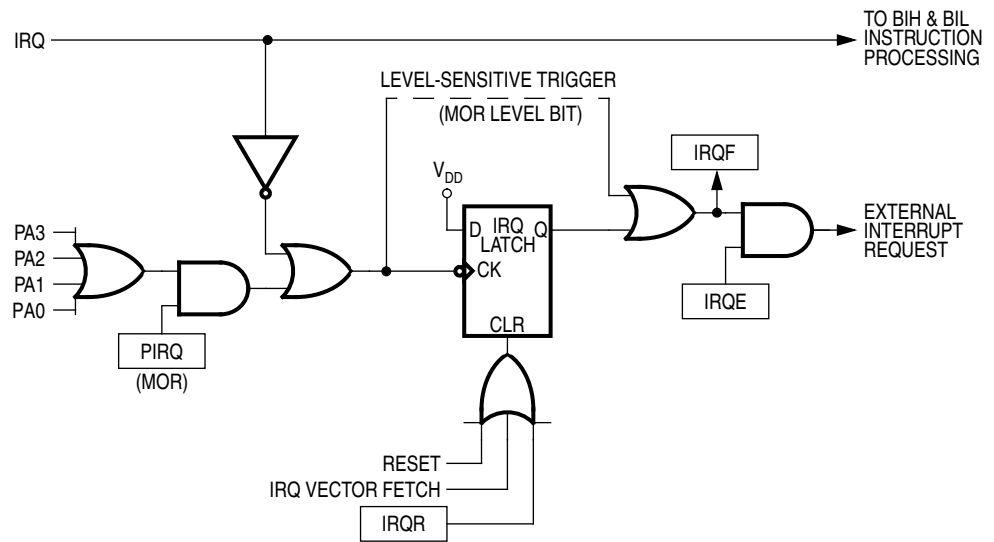 TO BIH & BIL
INSTRUCTION
PROCESSING
IRQ
LEVEL-SENSITIVE TRIGGER
(MOR LEVEL BIT)
IRQF
VDD
D IRQ Q
LATCH
CK
CLR
EXTERNAL
INTERRUPT
REQUEST
PA3
PA2
PA1
PA0
IRQE
PIRQ
(MOR)
RESET
IRQ VECTOR FETCH
IRQR